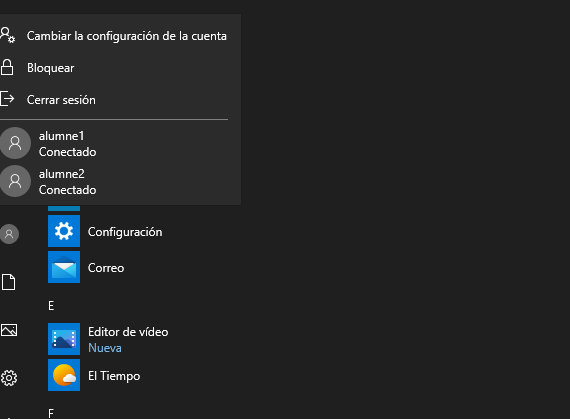 Cambiar la configuración de la cuenta
Bloquear
Cerrar sesión
alumne1
Conectado
alumne2
Conectado
Configuración
Correo
E
Editor de vídeo
Nueva
El Tiempo
F